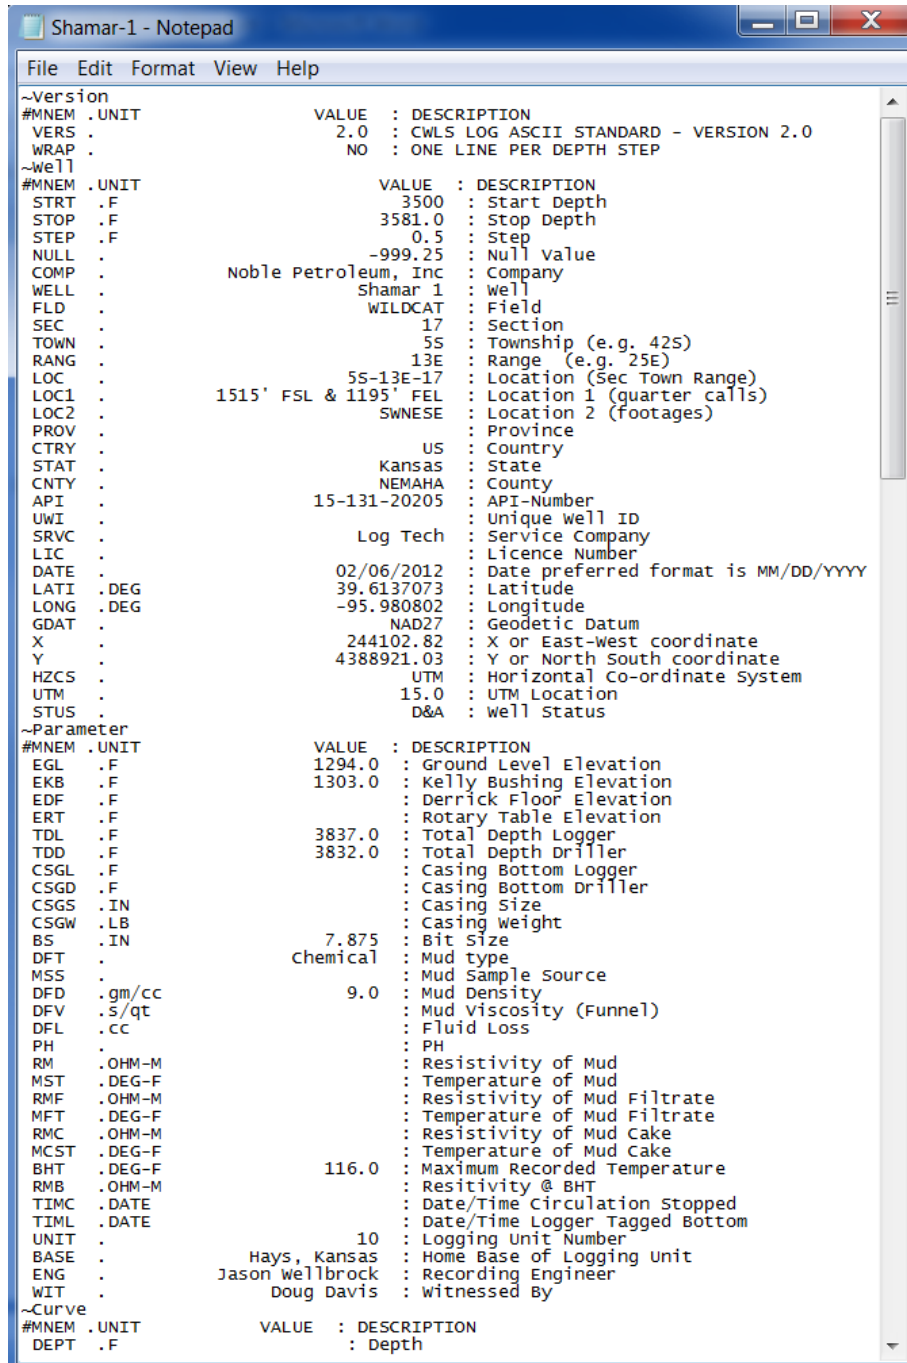 Shamar-1 - Notepad
File Edit Format View Help
~Version
#MNEM .UNIT VALUE : DESCRIPTION
VERS . 2.0 : CWLS LOG ASCII STANDARD - VERSION 2.0
WRAP . NO : ONE LINE PER DEPTH STEP
~Well
#MNEM .UNIT VALUE : DESCRIPTION
STRT .F 3500 : Start Depth
STOP .F 3581.0 : Stop Depth
STEP .F 0.5 : Step
NULL . -999.25 : Null Value
COMP . Noble Petroleum, Inc : Company
WELL . Shamar 1 : Well
FLD . WILDCAT : Field
SEC . 17 : Section
TOWN . 5S : Township (e.g. 42S)
RANG . 13E : Range (e.g. 25E)
LOC . 5S-13E-17 : Location (Sec Town Range)
LOC1 . 1515' FSL & 1195' FEL : Location 1 (quarter calls)
LOC2 . SWNESE : Location 2 (footages)
PROV . : Province
CTRY . US : Country
STAT . Kansas : State
CNTY . NEMAHA : County
API . 15-131-20205 : API-Number
UWI . : Unique Well ID
SRVC . Log Tech : Service Company
LIC . : Licence Number
DATE . 02/06/2012 : Date preferred format is MM/DD/YYYY
LATI .DEG 39.6137073 : Latitude
LONG .DEG -95.980802 : Longitude
GDAT . NAD27 : Geodetic Datum
X . 244102.82 : X or East-West coordinate
Y . 4388921.03 : Y or North South coordinate
HZCS . UTM : Horizontal Co-ordinate System
UTM . 15.0 : UTM Location
STUS . D&A : Well Status
~Parameter
#MNEM .UNIT VALUE : DESCRIPTION
EGL .F 1294.0 : Ground Level Elevation
EKB .F 1303.0 : Kelly Bushing Elevation
EDF .F : Derrick Floor Elevation
ERT .F : Rotary Table Elevation
TDL .F 3837.0 : Total Depth Logger
TDD .F 3832.0 : Total Depth Driller
CSGL .F : Casing Bottom Logger
CSGD .F : Casing Bottom Driller
CSGS .IN : Casing Size
CSGW .LB : Casing Weight
BS .IN 7.875 : Bit Size
DFT . Chemical : Mud type
MSS . : Mud Sample Source
DFD .gm/cc 9.0 : Mud Density
DFV .s/qt : Mud Viscosity (Funnel)
DFL .cc : Fluid Loss
PH . : PH
RM .OHM-M : Resistivity of Mud
MST .DEG-F : Temperature of Mud
RMF .OHM-M : Resistivity of Mud Filtrate
MFT .DEG-F : Temperature of Mud Filtrate
RMC .OHM-M : Resistivity of Mud Cake
MCST .DEG-F : Temperature of Mud Cake
BHT .DEG-F 116.0 : Maximum Recorded Temperature
RMB .OHM-M : Resitivity @ BHT
TIMC .DATE : Date/Time Circulation Stopped
TIML .DATE : Date/Time Logger Tagged Bottom
UNIT . 10 : Logging Unit Number
BASE . Hays, Kansas : Home Base of Logging Unit
ENG . Jason Wellbrock : Recording Engineer
WIT . Doug Davis : Witnessed By
~Curve
#MNEM .UNIT VALUE : DESCRIPTION
DEPT .F : Depth